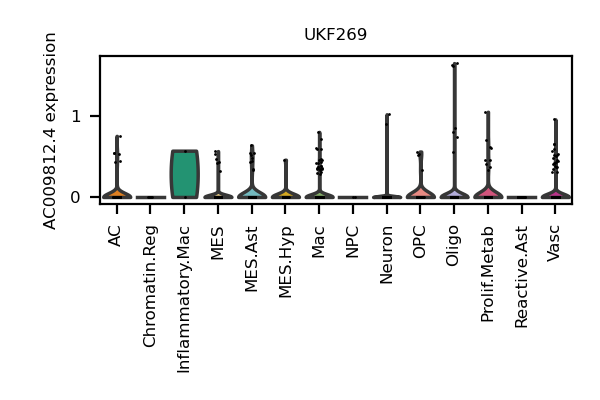 UKF269
AC009812.4 expression
1
0
AC
Chromatin.Reg
Inflammatory.Mac
MES
MES.Ast
MES.Hyp
Mac
NPC
Neuron
OPC
Oligo
Prolif.Metab
Reactive.Ast
Vasc